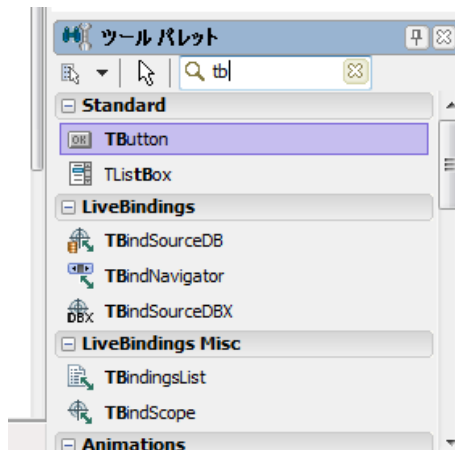 ツール パレット
tb
Standard
OK TButton
TListBox
LiveBindings
TBindSourceDB
TBindNavigator
DBX TBindSourceDBX
LiveBindings Misc
TBindingsList
TBindScope
Animations